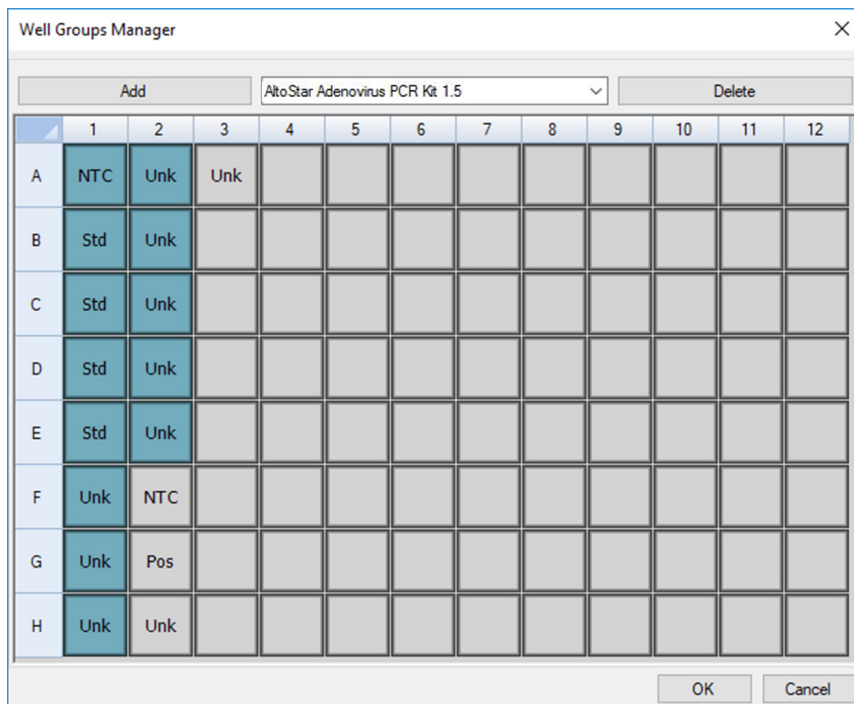 Well Groups Manager
Add AltoStar Adenovirus PCR Kit 1.5 Delete
1 2 3 4 5 6 7 8 9 10 11 12
A NTC Unk Unk
B Std Unk
C Std Unk
D Std Unk
E Std Unk
F Unk NTC
G Unk Pos
H Unk Unk
OK Cancel